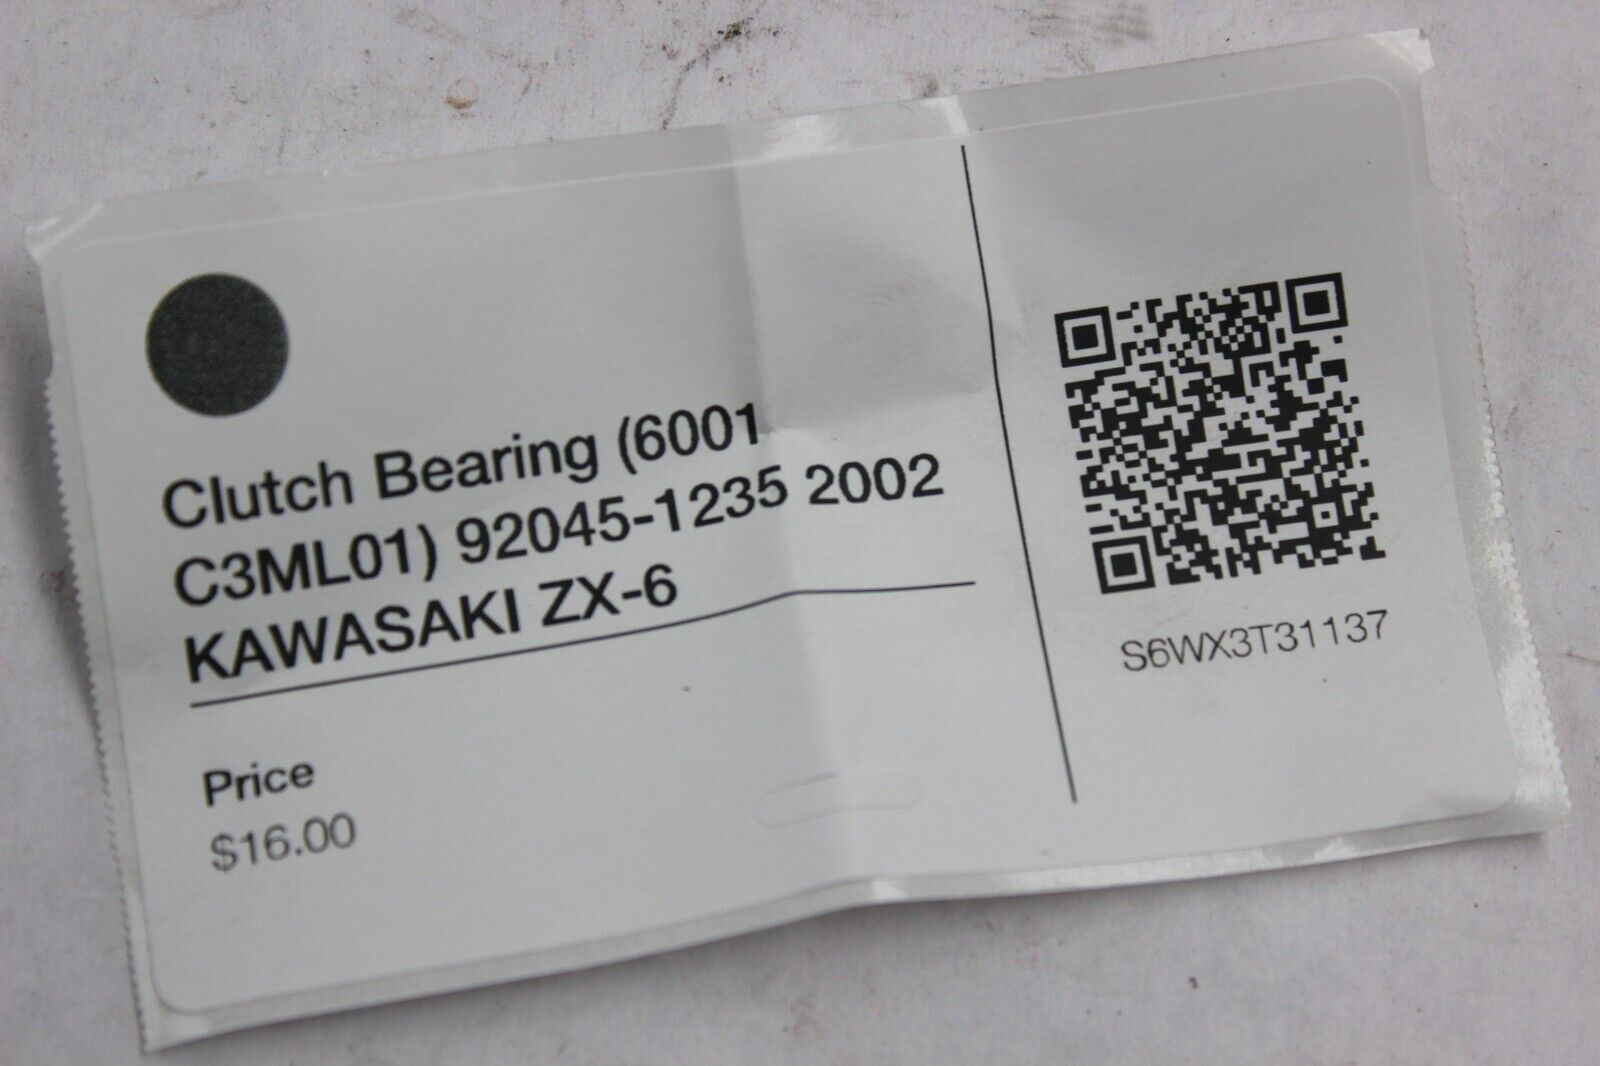 Clutch Bearing (6001
C3ML01) 92045-1235 2002
KAWASAKI ZX-6
Price
$16.00
S6WX3T31137